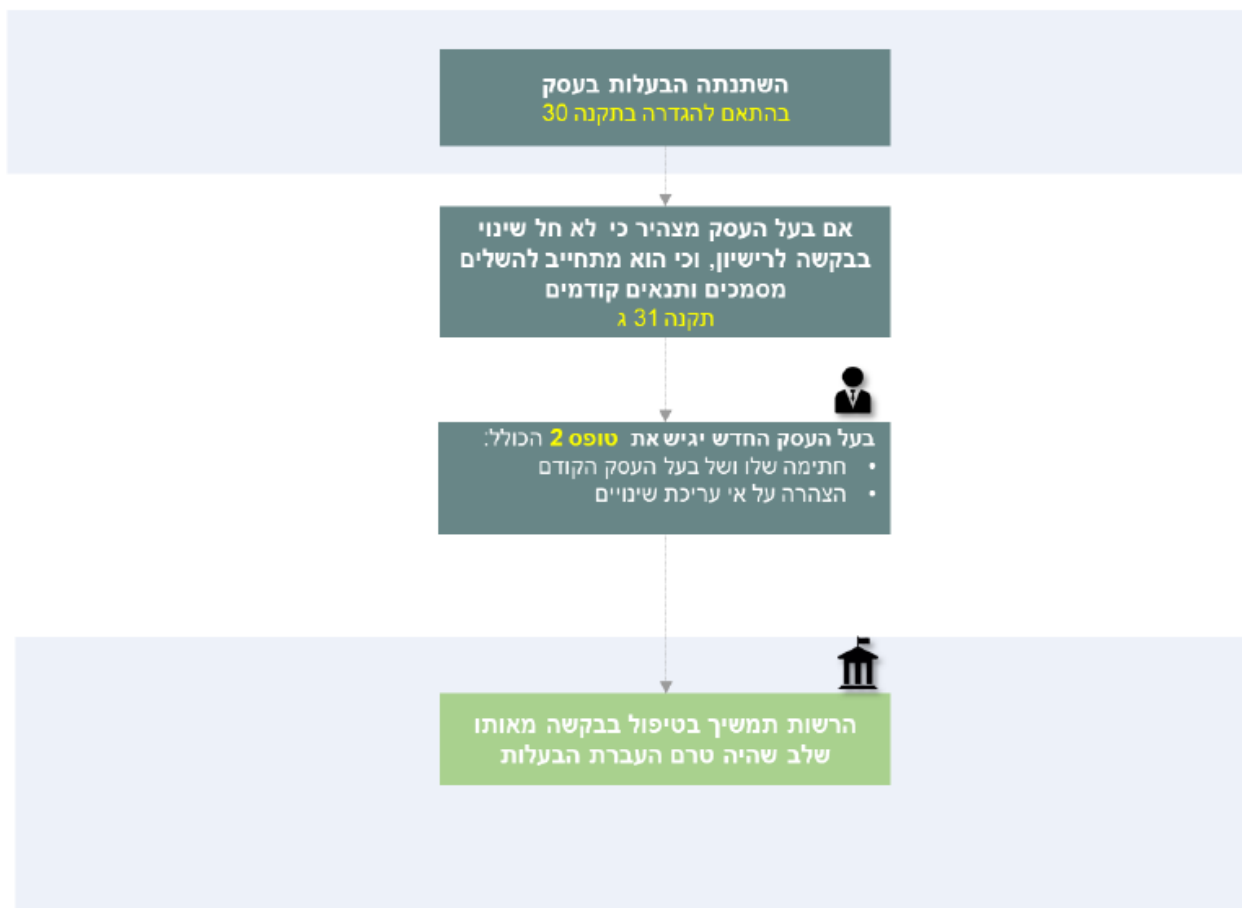 השתנתה הבעלות בעסק
בהתאם להגדרה בתקנה 30
אם בעל העסק מצהיר כי לא חל שינוי
בבקשה לרישיון, וכי הוא מתחייב להשלים
מסמכים ותנאים קודמים
תקנה 31 ג
בעל העסק החדש יגיש את טופס 2 הכולל:
• חתימה שלו ושל בעל העסק הקודם
• הצהרה על אי עריכת שינויים
הרשות תמשיך בטיפול בבקשה מאותו
שלב שהיה טרם העברת הבעלות